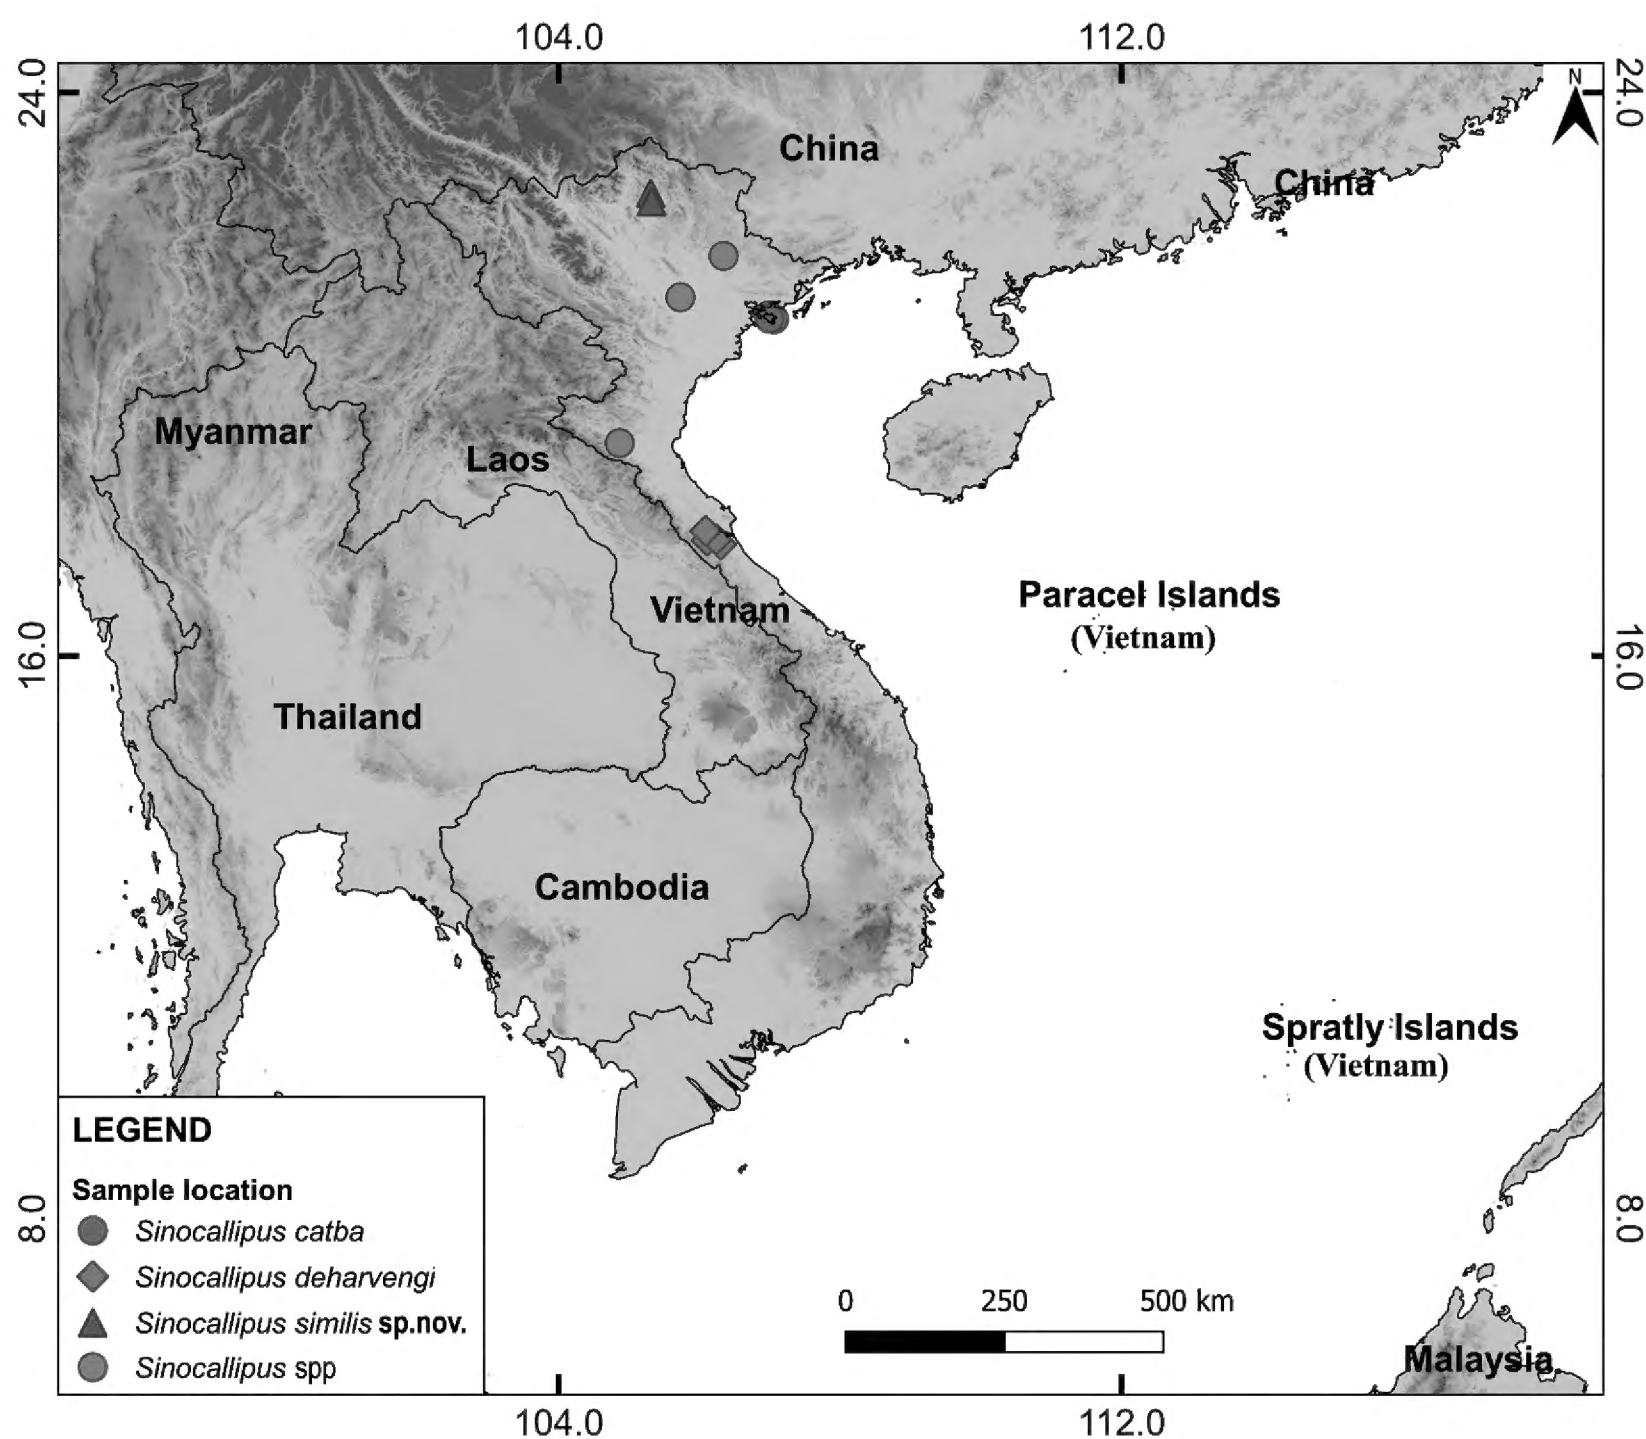 104.0 112.0
24.0 24.0
N
China
China
Myanmar
Laos
Paracel Islands
(Vietnam)
Vietnam
16.0 16.0
Thailand
Cambodia
Spratly Islands
(Vietnam)
LEGEND
Sample location
Sinocallipus catba
Sinocallipus deharvengi
Sinocallipus similis sp.nov.
Sinocallipus spp
8.0 8.0
0 250 500 km
Malaysia
104.0 112.0